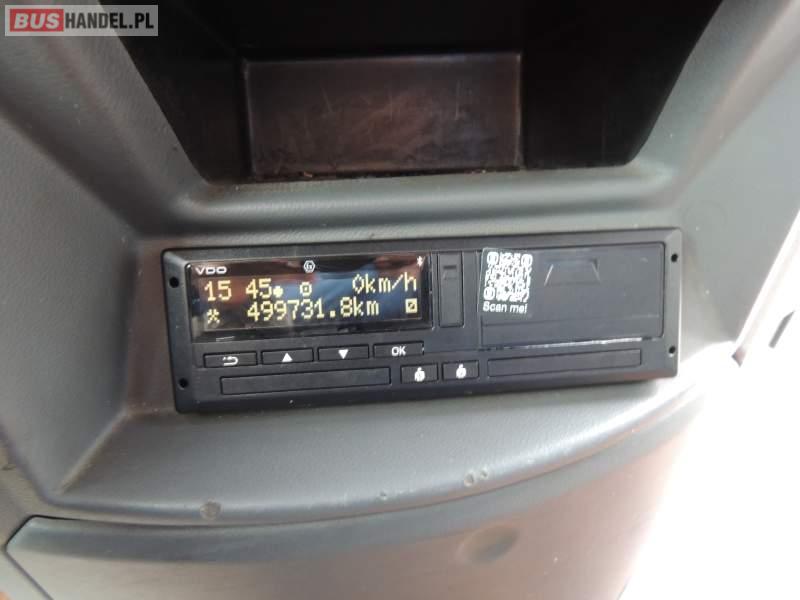 BUSHANDEL.PL
VDO
15 45 0km/h
499731.8km
OK
Scan me!